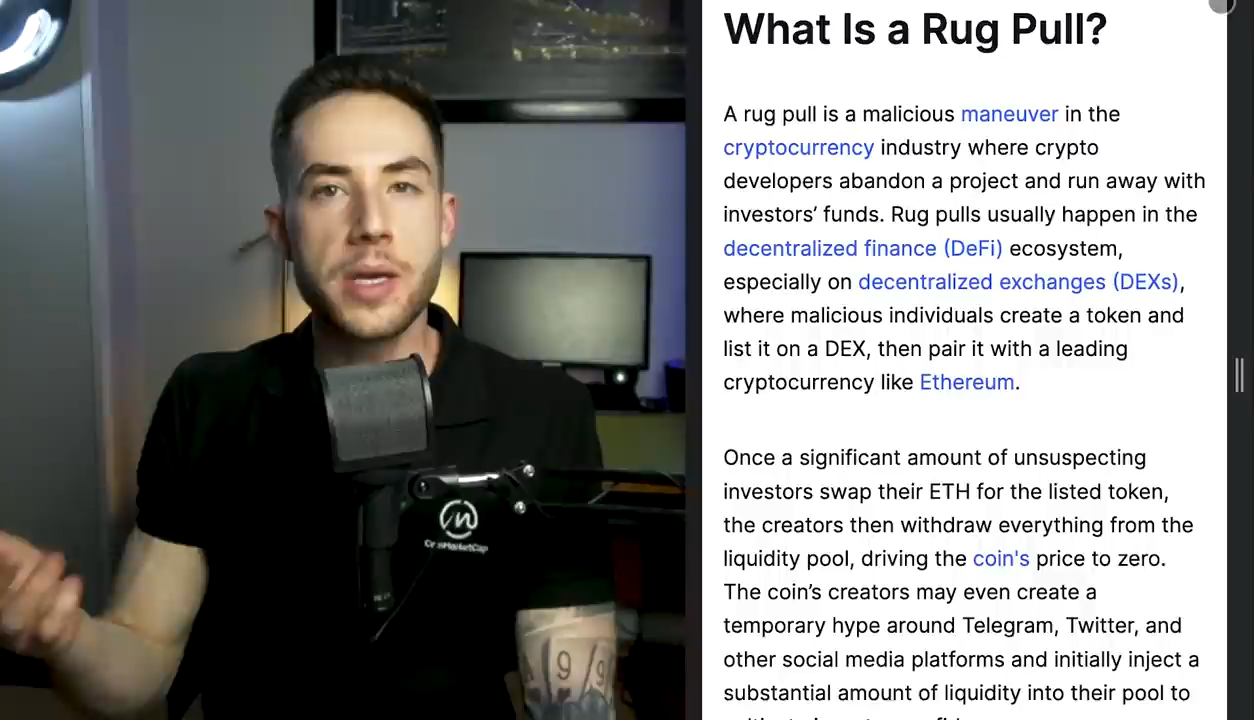 What Is a Rug Pull?
A rug pull is a malicious maneuver in the
cryptocurrency industry where crypto
developers abandon a project and run away with
investors’ funds. Rug pulls usually happen in the
decentralized finance (DeFi) ecosystem,
especially on decentralized exchanges (DEXs),
where malicious individuals create a token and
list it on a DEX, then pair it with a leading
cryptocurrency like Ethereum.
Once a significant amount of unsuspecting
investors swap their ETH for the listed token,
the creators then withdraw everything from the
liquidity pool, driving the coin's price to zero.
The coin’s creators may even create a
temporary hype around Telegram, Twitter, and
other social media platforms and initially inject a
substantial amount of liquidity into their pool to
CoinMarketCap
9